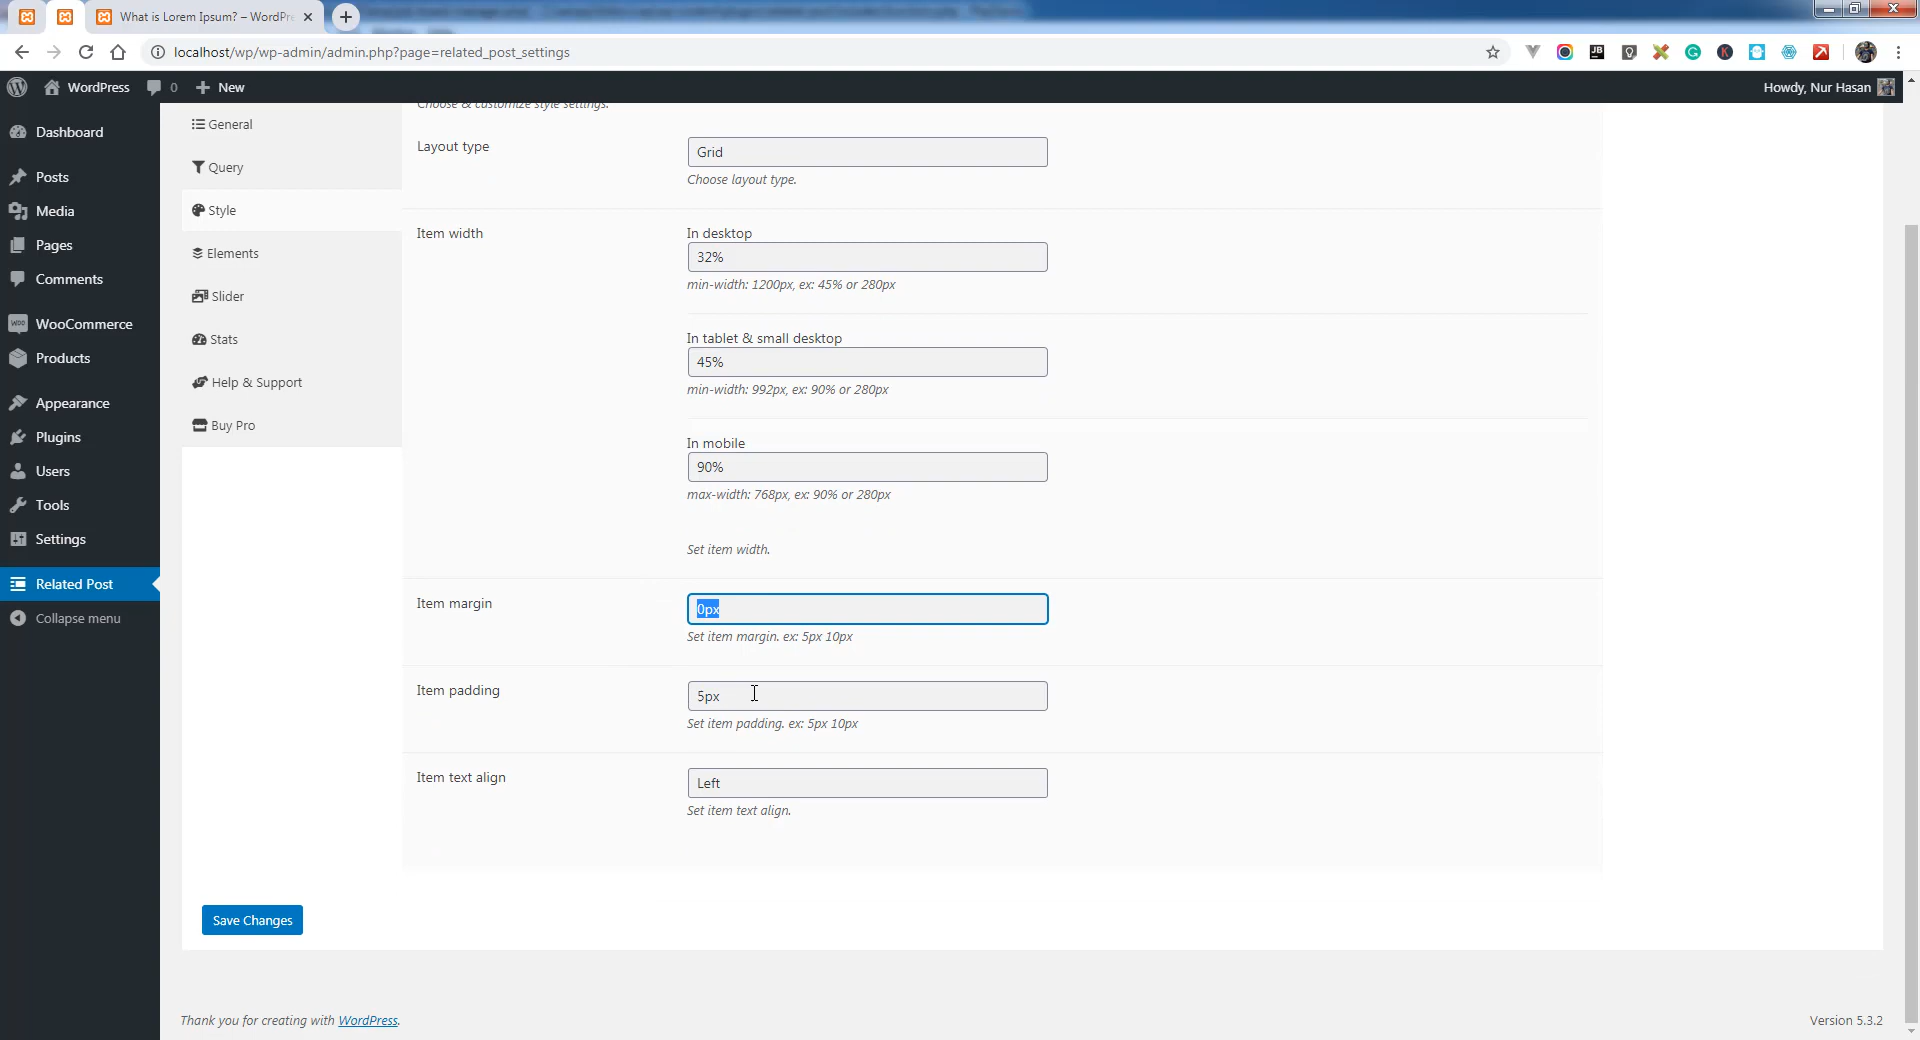 What is Lorem Ipsum? – WordPre
localhost/wp/wp-admin/admin.php?page=related_post_settings
WordPress 0 New
Howdy, Nur Hasan
Dashboard
Posts
Media
Pages
Comments
WooCommerce
Products
Appearance
Plugins
Users
Tools
Settings
Related Post
Collapse menu
General
Query
Style
Elements
Slider
Stats
Help & Support
Buy Pro
Choose & customize style settings.
Layout type
Grid
Choose layout type.
Item width
In desktop
32%
min-width: 1200px, ex: 45% or 280px
In tablet & small desktop
45%
min-width: 992px, ex: 90% or 280px
In mobile
90%
max-width: 768px, ex: 90% or 280px
Set item width.
Item margin
0px
Set item margin. ex: 5px 10px
Item padding
5px
Set item padding. ex: 5px 10px
Item text align
Left
Set item text align.
Save Changes
Thank you for creating with WordPress.
Version 5.3.2